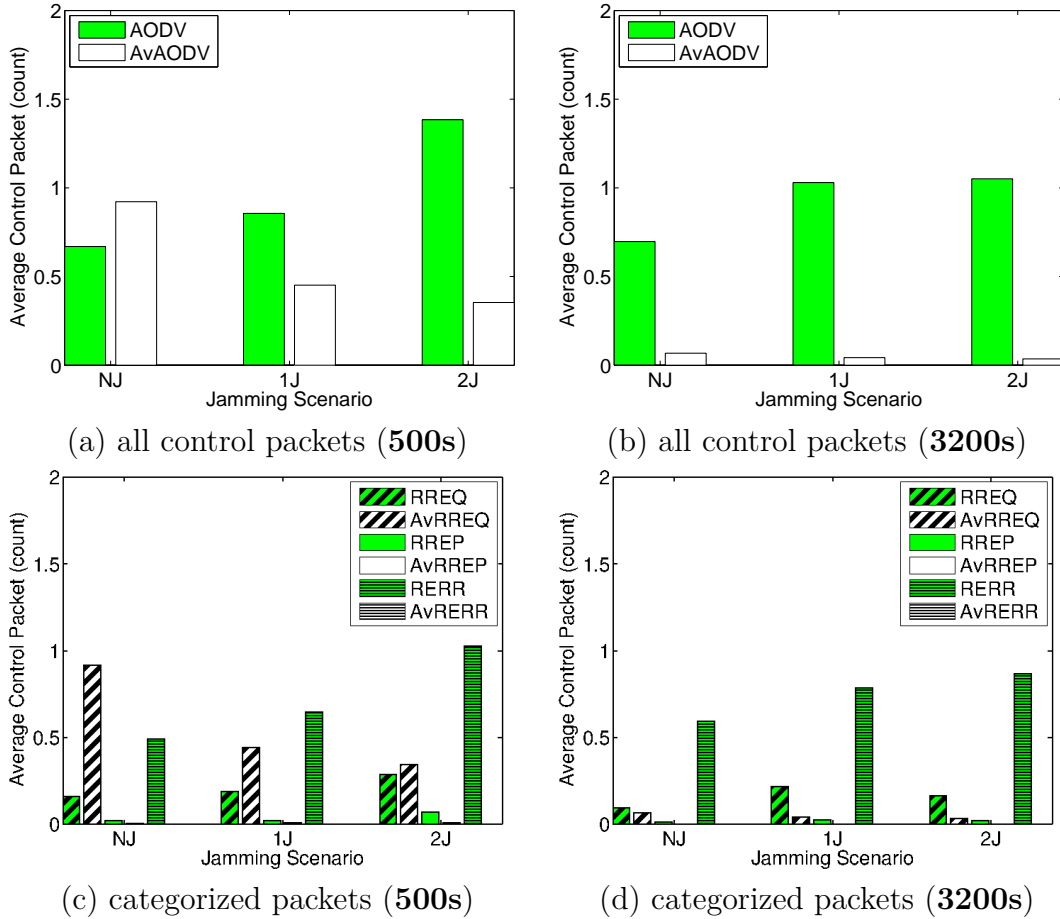 AODV
AvAODV
Average Control Packet (count)
2
1.5
1
0.5
0
NJ
1J
2J
Jamming Scenario
(a) all control packets (500s)
AODV
AvAODV
Average Control Packet (count)
2
1.5
1
0.5
0
NJ
1J
2J
Jamming Scenario
(b) all control packets (3200s)
RREQ
AvRREQ
RREP
AvRREP
RERR
AvRERR
Average Control Packet (count)
2
1.5
1
0.5
0
NJ
1J
2J
Jamming Scenario
(c) categorized packets (500s)
RREQ
AvRREQ
RREP
AvRREP
RERR
AvRERR
Average Control Packet (count)
2
1.5
1
0.5
0
NJ
1J
2J
Jamming Scenario
(d) categorized packets (3200s)